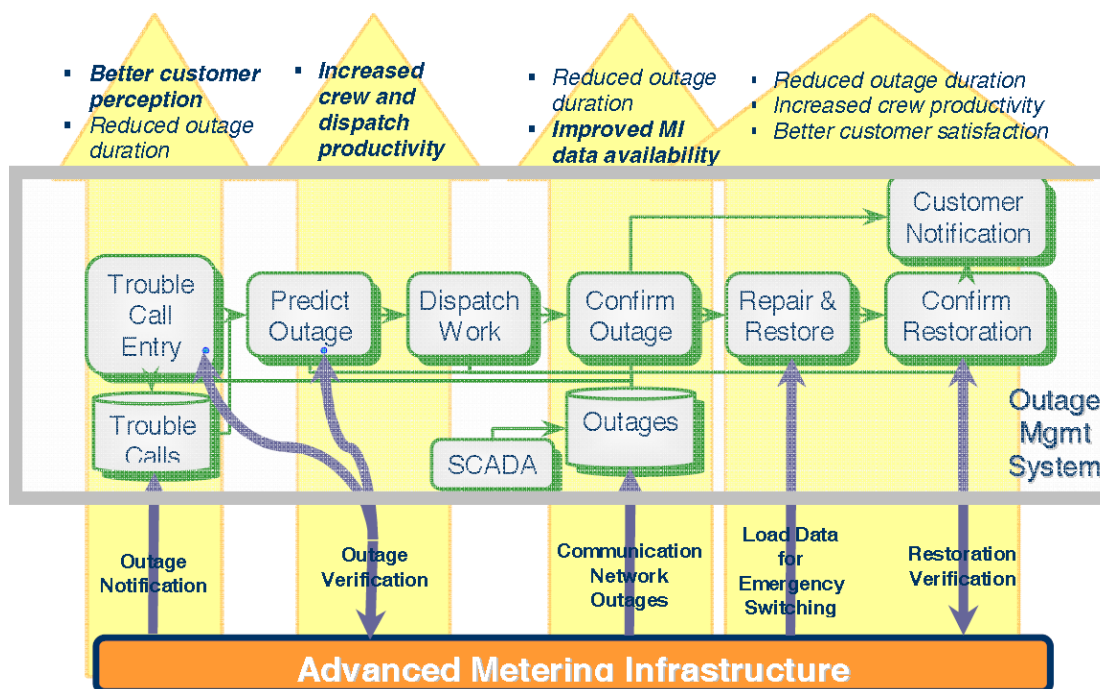 ▪ Better customer
perception
▪ Reduced outage
duration
▪ Increased
crew and
dispatch
productivity
▪ Reduced outage
duration
▪ Improved MI
data availability
▪ Reduced outage duration
▪ Increased crew productivity
▪ Better customer satisfaction
Customer
Notification
Trouble
Call
Entry
Predict
Outage
Dispatch
Work
Confirm
Outage
Repair &
Restore
Confirm
Restoration
Trouble
Calls
SCADA
Outages
Outage
Mgmt
System
Outage
Notification
Outage
Verification
Communication
Network
Outages
Load Data
for
Emergency
Switching
Restoration
Verification
Advanced Metering Infrastructure